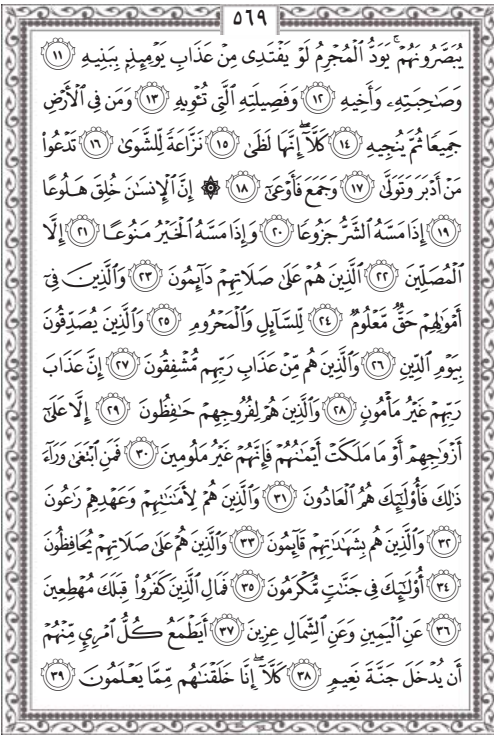 ٥٦٩
يُبَصَّرُونَهُمْ ۚ يَوَدُّ ٱلْمُجْرِمُ لَوْ يَفْتَدِى مِنْ عَذَابِ يَوْمِئِذٍۭ بِبَنِيهِ ١١
وَصَٰحِبَتِهِۦ وَأَخِيهِ ١٢ وَفَصِيلَتِهِ ٱلَّتِى تُـْٔوِيهِ ١٣ وَمَن فِى ٱلْأَرْضِ
جَمِيعًا ثُمَّ يُنجِيهِ ١٤ كَلَّآ ۖ إِنَّهَا لَظَىٰ ١٥ نَزَّاعَةً لِّلشَّوَىٰ ١٦ تَدْعُوا۟
مَنْ أَدْبَرَ وَتَوَلَّىٰ ١٧ وَجَمَعَ فَأَوْعَىٰٓ ١٨ ۞ إِنَّ ٱلْإِنسَٰنَ خُلِقَ هَلُوعًا
١٩ إِذَا مَسَّهُ ٱلشَّرُّ جَزُوعًا ٢٠ وَإِذَا مَسَّهُ ٱلْخَيْرُ مَنُوعًا ٢١ إِلَّا
ٱلْمُصَلِّينَ ٢٢ ٱلَّذِينَ هُمْ عَلَىٰ صَلَاتِهِمْ دَآئِمُونَ ٢٣ وَٱلَّذِينَ فِىٓ
أَمْوَٰلِهِمْ حَقٌّ مَّعْلُومٌ ٢٤ لِّلسَّآئِلِ وَٱلْمَحْرُومِ ٢٥ وَٱلَّذِينَ يُصَدِّقُونَ
بِيَوْمِ ٱلدِّينِ ٢٦ وَٱلَّذِينَ هُم مِّنْ عَذَابِ رَبِّهِم مُّشْفِقُونَ ٢٧ إِنَّ عَذَابَ
رَبِّهِمْ غَيْرُ مَأْمُونٍ ٢٨ وَٱلَّذِينَ هُمْ لِفُرُوجِهِمْ حَٰفِظُونَ ٢٩ إِلَّا عَلَىٰٓ
أَزْوَٰجِهِمْ أَوْ مَا مَلَكَتْ أَيْمَٰنُهُمْ فَإِنَّهُمْ غَيْرُ مَلُومِينَ ٣٠ فَمَنِ ٱبْتَغَىٰ وَرَآءَ
ذَٰلِكَ فَأُو۟لَٰٓئِكَ هُمُ ٱلْعَادُونَ ٣١ وَٱلَّذِينَ هُمْ لِأَمَٰنَٰتِهِمْ وَعَهْدِهِمْ رَٰعُونَ
٣٢ وَٱلَّذِينَ هُم بِشَهَٰدَٰتِهِمْ قَآئِمُونَ ٣٣ وَٱلَّذِينَ هُمْ عَلَىٰ صَلَاتِهِمْ يُحَافِظُونَ
٣٤ أُو۟لَٰٓئِكَ فِى جَنَّٰتٍ مُّكْرَمُونَ ٣٥ فَمَالِ ٱلَّذِينَ كَفَرُوا۟ قِبَلَكَ مُهْطِعِينَ
٣٦ عَنِ ٱلْيَمِينِ وَعَنِ ٱلشِّمَالِ عِزِينَ ٣٧ أَيَطْمَعُ كُلُّ ٱمْرِئٍ مِّنْهُمْ
أَن يُدْخَلَ جَنَّةَ نَعِيمٍ ٣٨ كَلَّآ ۖ إِنَّا خَلَقْنَٰهُم مِّمَّا يَعْلَمُونَ ٣٩